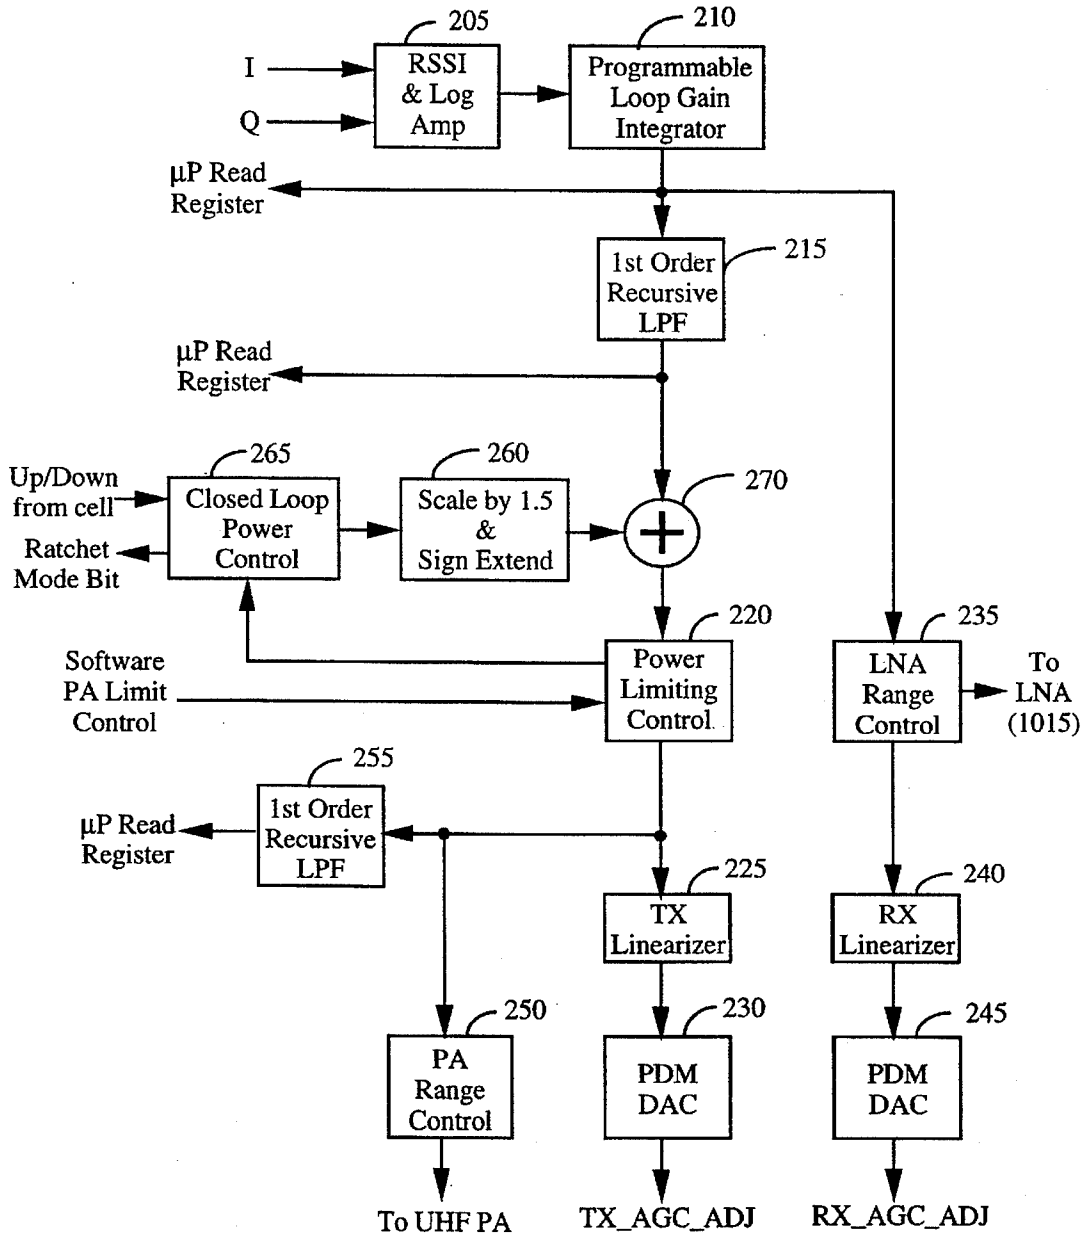 205
210
I
Q
RSSI
& Log
Amp
Programmable
Loop Gain
Integrator
µP Read
Register
215
1st Order
Recursive
LPF
µP Read
Register
265
260
270
Up/Down
from cell
Ratchet
Mode Bit
Closed Loop
Power
Control
Scale by 1.5
&
Sign Extend
+
220
235
Software
PA Limit
Control
Power
Limiting
Control
LNA
Range
Control
To
LNA
(1015)
255
1st Order
Recursive
LPF
µP Read
Register
225
240
TX
Linearizer
RX
Linearizer
250
230
245
PA
Range
Control
PDM
DAC
PDM
DAC
To UHF PA
TX_AGC_ADJ
RX_AGC_ADJ